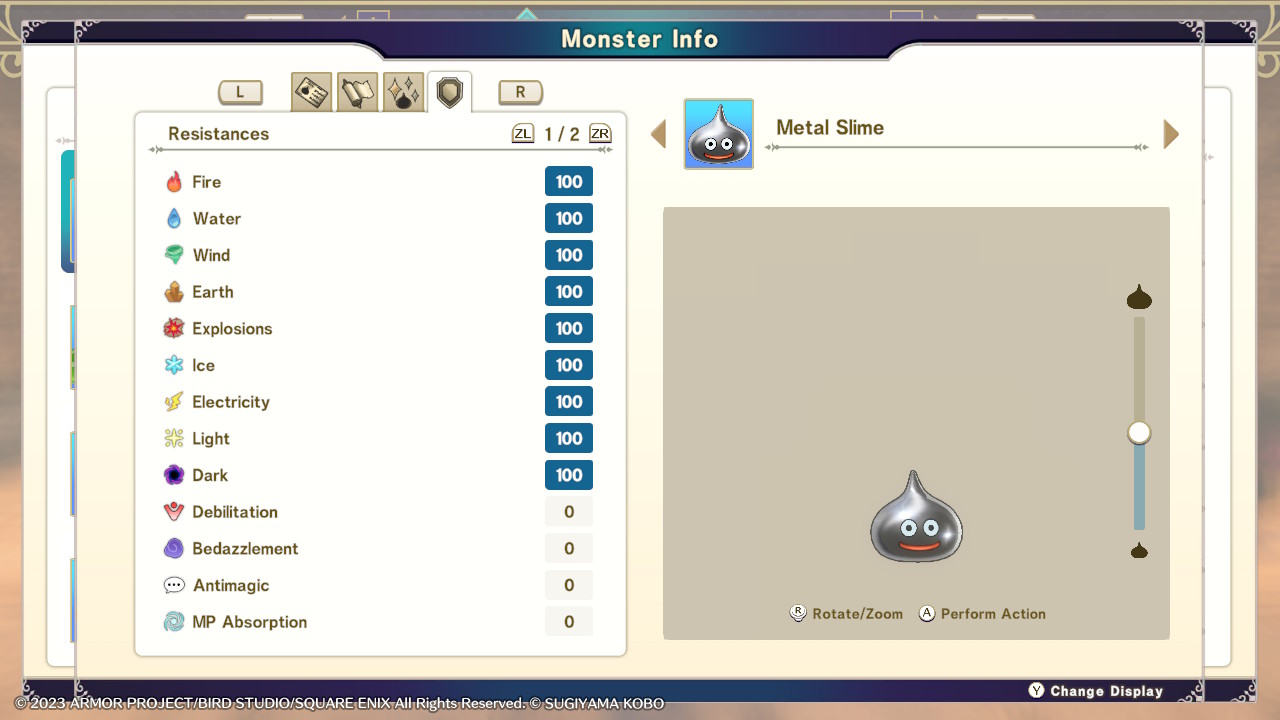 Monster Info
L R
Resistances ZL 1 / 2 ZR
Metal Slime
Fire 100
Water 100
Wind 100
Earth 100
Explosions 100
Ice 100
Electricity 100
Light 100
Dark 100
Debilitation 0
Bedazzlement 0
Antimagic 0
MP Absorption 0
R Rotate/Zoom A Perform Action
Y Change Display
© 2023 ARMOR PROJECT/BIRD STUDIO/SQUARE ENIX All Rights Reserved. © SUGIYAMA KOBO